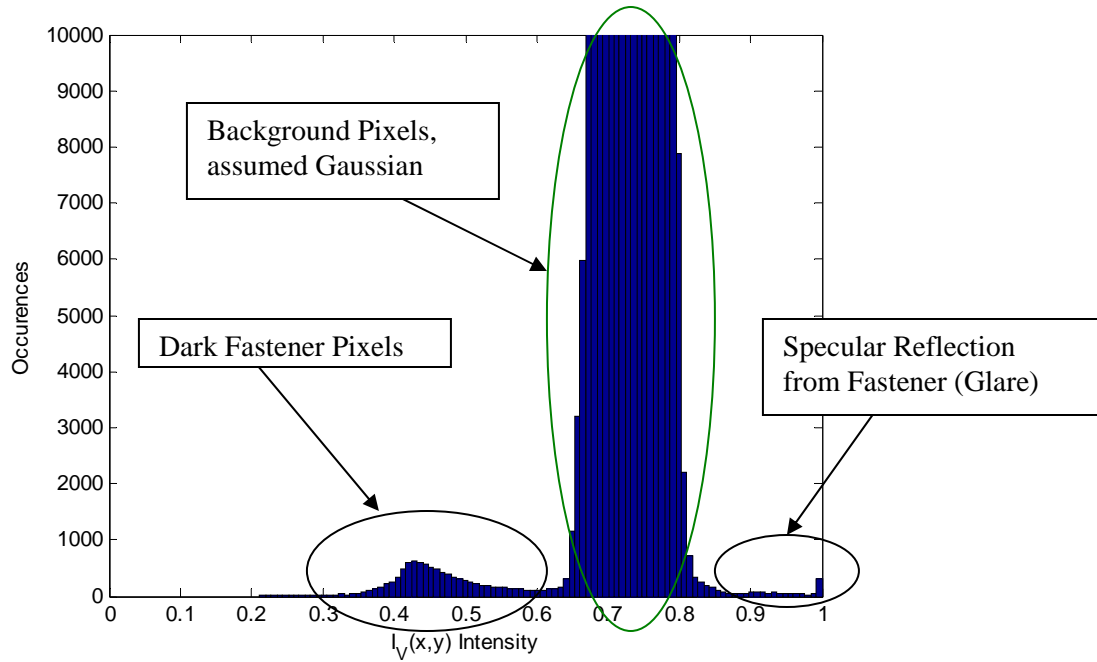 10000
9000
8000
7000
6000
5000
4000
3000
2000
1000
0
Occurences
Background Pixels,
assumed Gaussian
Dark Fastener Pixels
Specular Reflection
from Fastener (Glare)
0 0.1 0.2 0.3 0.4 0.5 0.6 0.7 0.8 0.9 1
I_V(x,y) Intensity